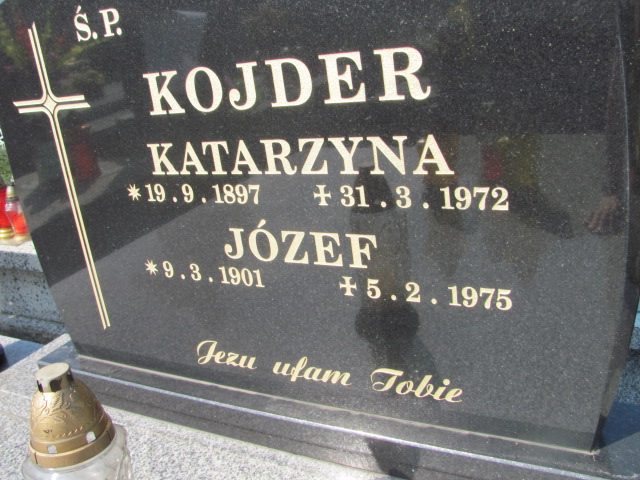 Ś.P.
KOJDER
KATARZYNA
*19.9.1897 ✝31.3.1972
JÓZEF
*9.3.1901 ✝5.2.1975
Jezu ufam Tobie